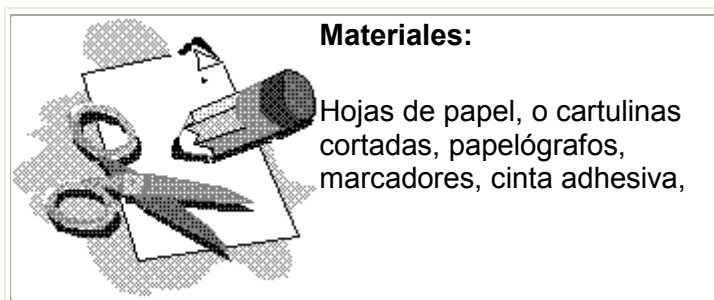 Materiales:
Hojas de papel, o cartulinas
cortadas, papelógrafos,
marcadores, cinta adhesiva,